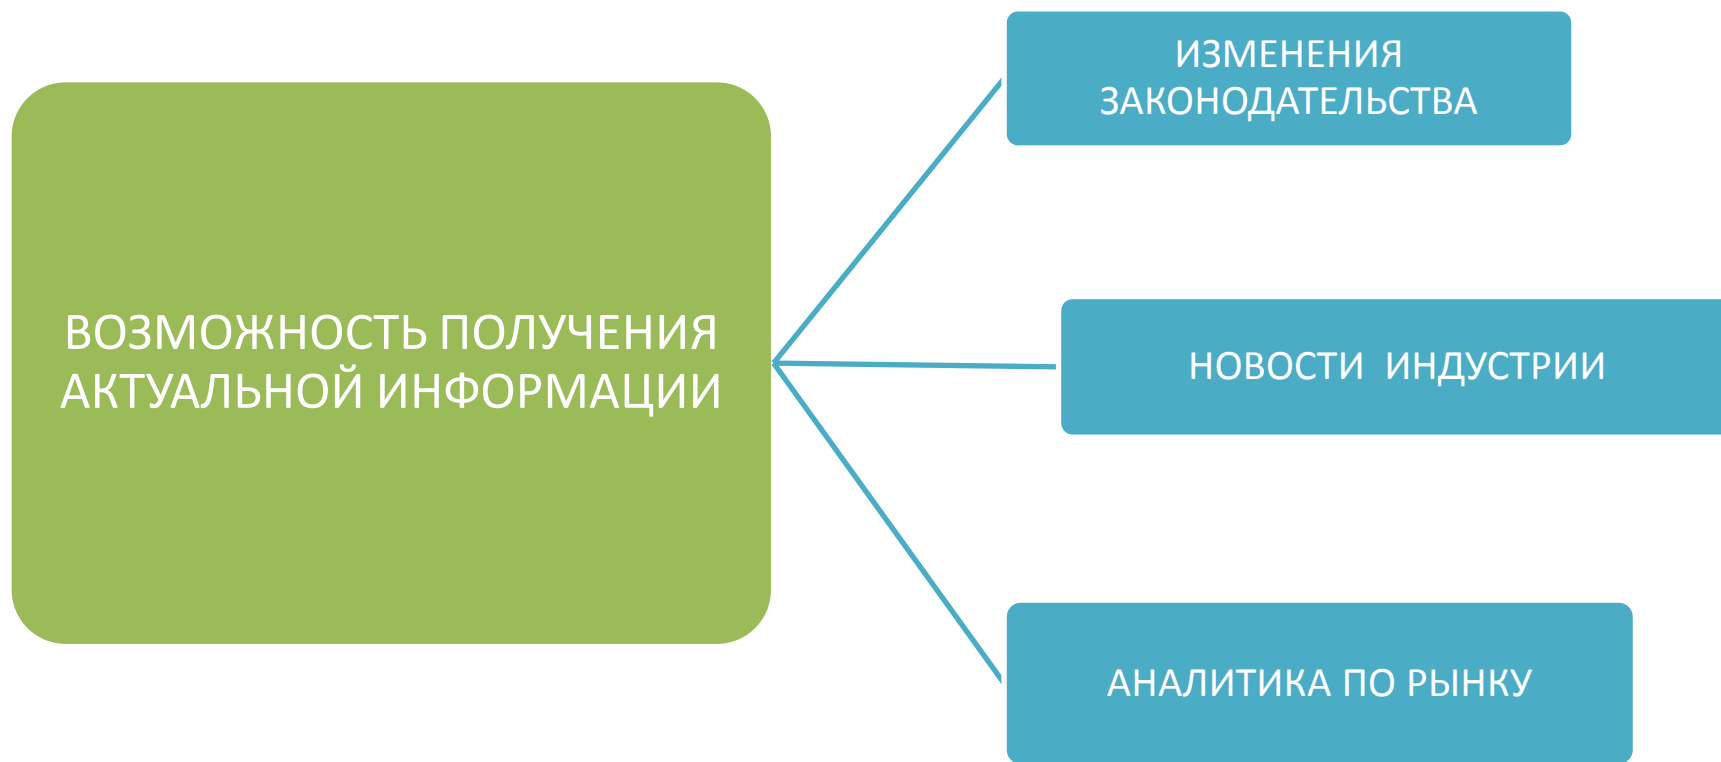 ИЗМЕНЕНИЯ
ЗАКОНОДАТЕЛЬСТВА
ВОЗМОЖНОСТЬ ПОЛУЧЕНИЯ
АКТУАЛЬНОЙ ИНФОРМАЦИИ
НОВОСТИ ИНДУСТРИИ
АНАЛИТИКА ПО РЫНКУ